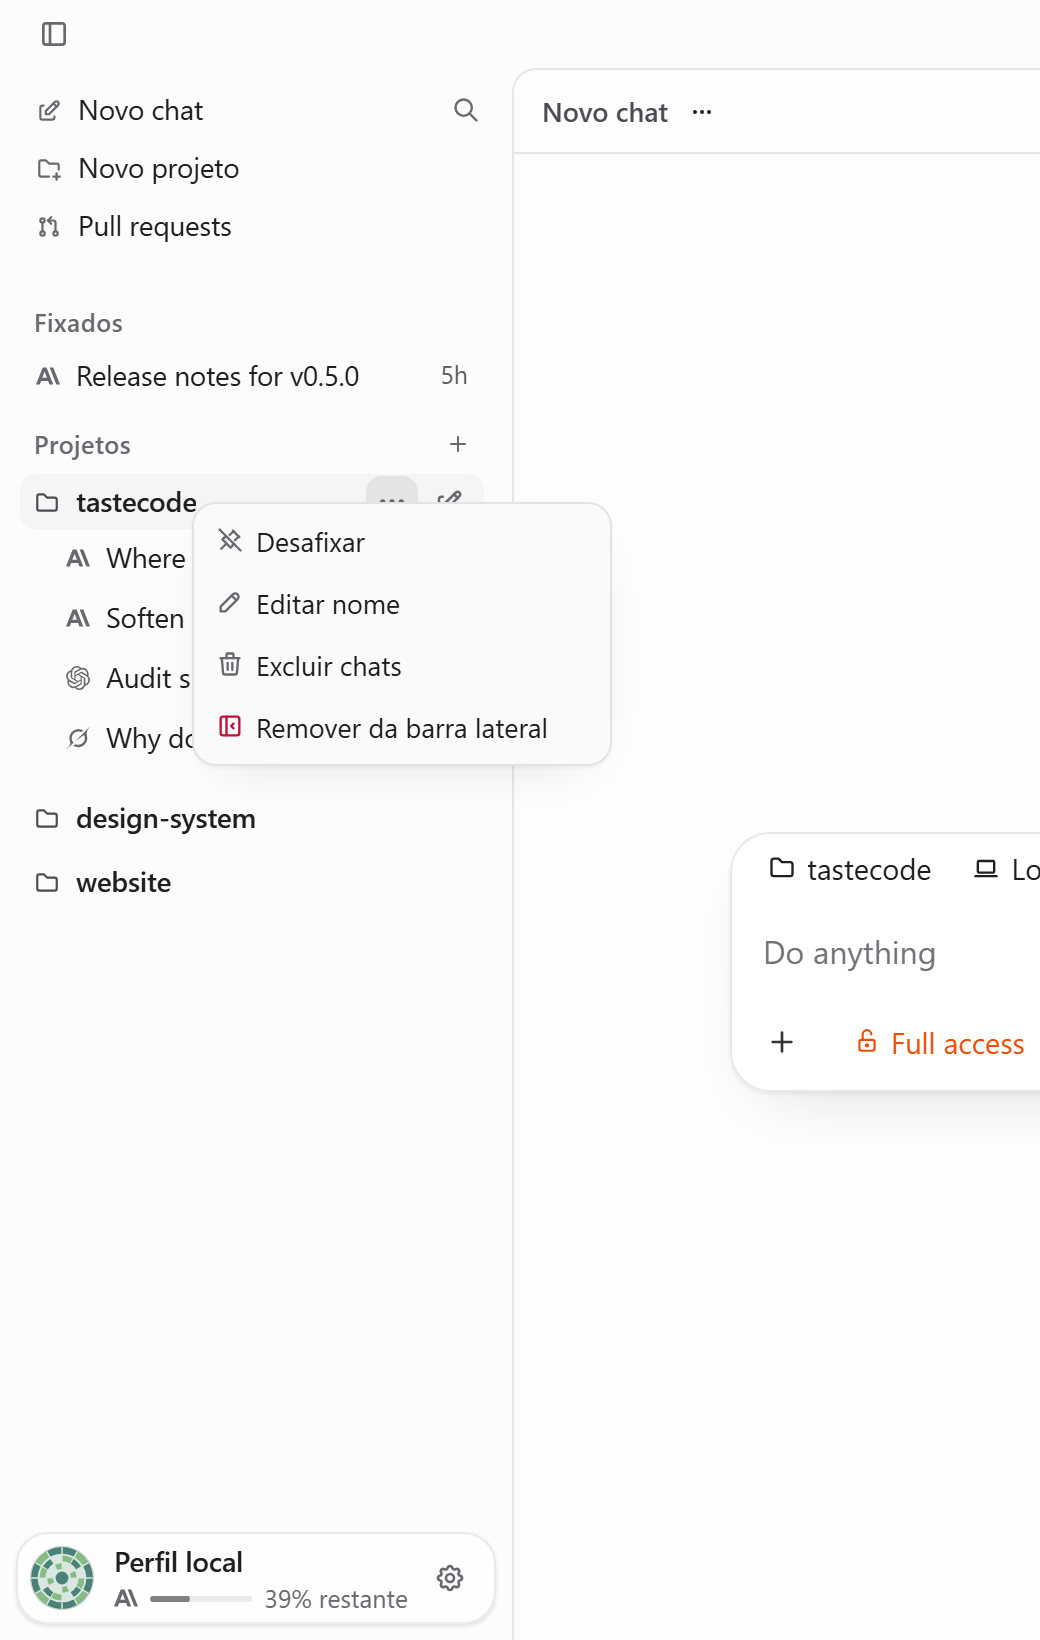 Novo chat
Novo projeto
Pull requests
Fixados
Release notes for v0.5.0 5h
Projetos
tastecode
Where
Soften
Audit
Why
design-system
website
Desafixar
Editar nome
Excluir chats
Remover da barra lateral
Novo chat
tastecode
Do anything
Full access
Perfil local
39% restante